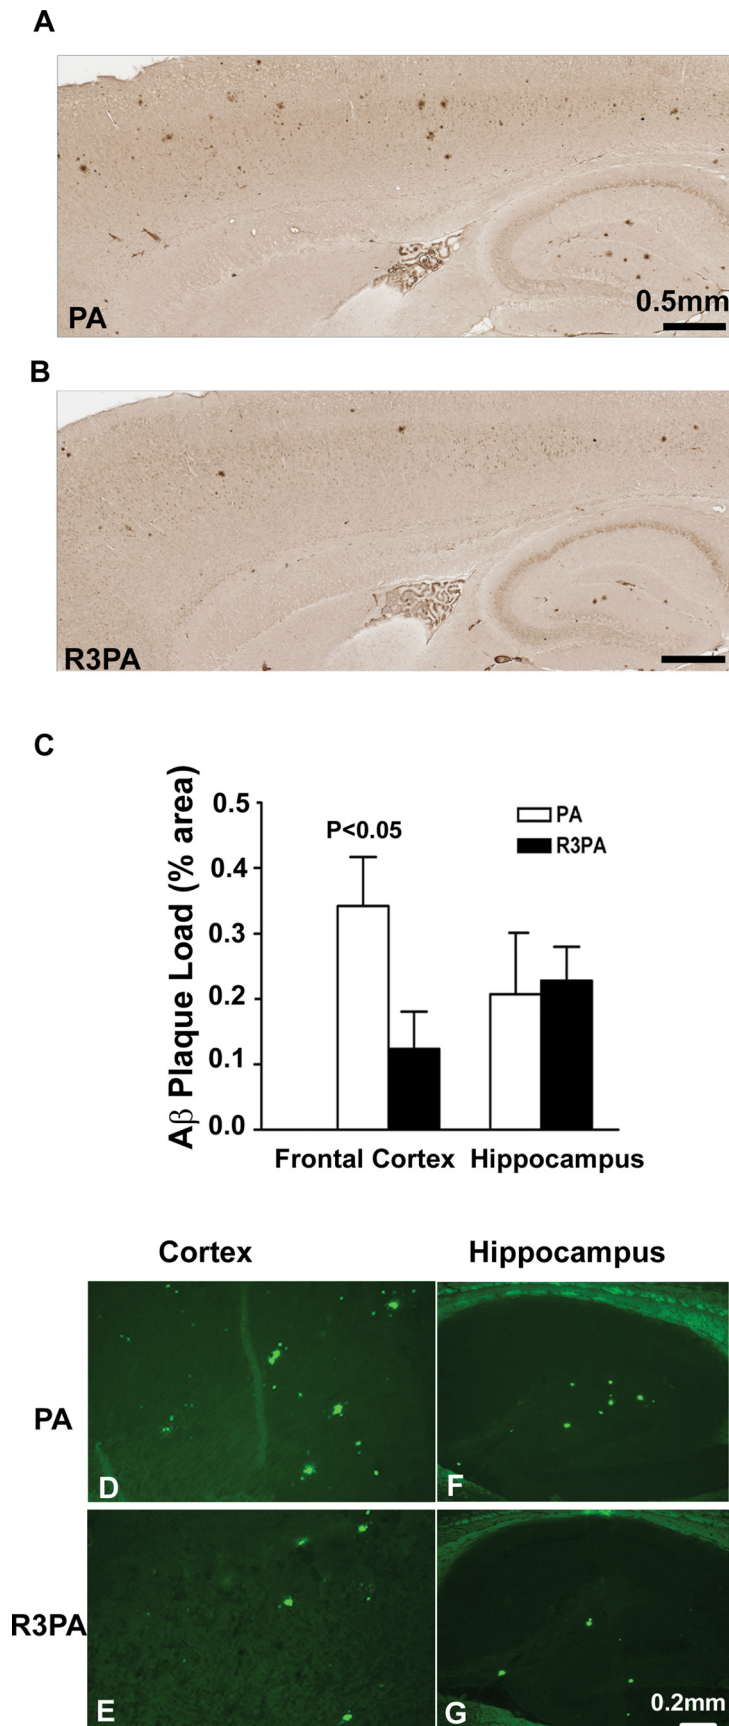 A
0.5mm
PA
B
R3PA
C
Aβ Plaque Load (% area)
0.5
0.4
0.3
0.2
0.1
0.0
P<0.05
PA
R3PA
Frontal Cortex
Hippocampus
Cortex
Hippocampus
PA
D
F
R3PA
E
G
0.2mm